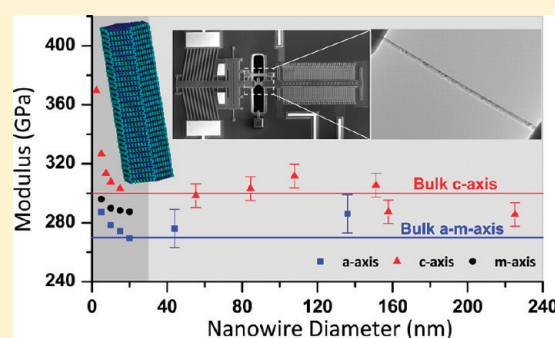 400
360
320
280
240
Modulus (GPa)
Bulk c-axis
Bulk a-m-axis
a-axis
c-axis
m-axis
0
40
80
120
160
200
240
Nanowire Diameter (nm)